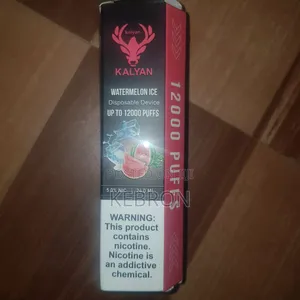 kalyan
KALYAN
WATERMELON ICE
Disposable Device
UP TO 12000 PUFFS
12000 PUFFS
KEBRON
WARNING:
This product
contains
nicotine.
Nicotine is
an addictive
chemical.